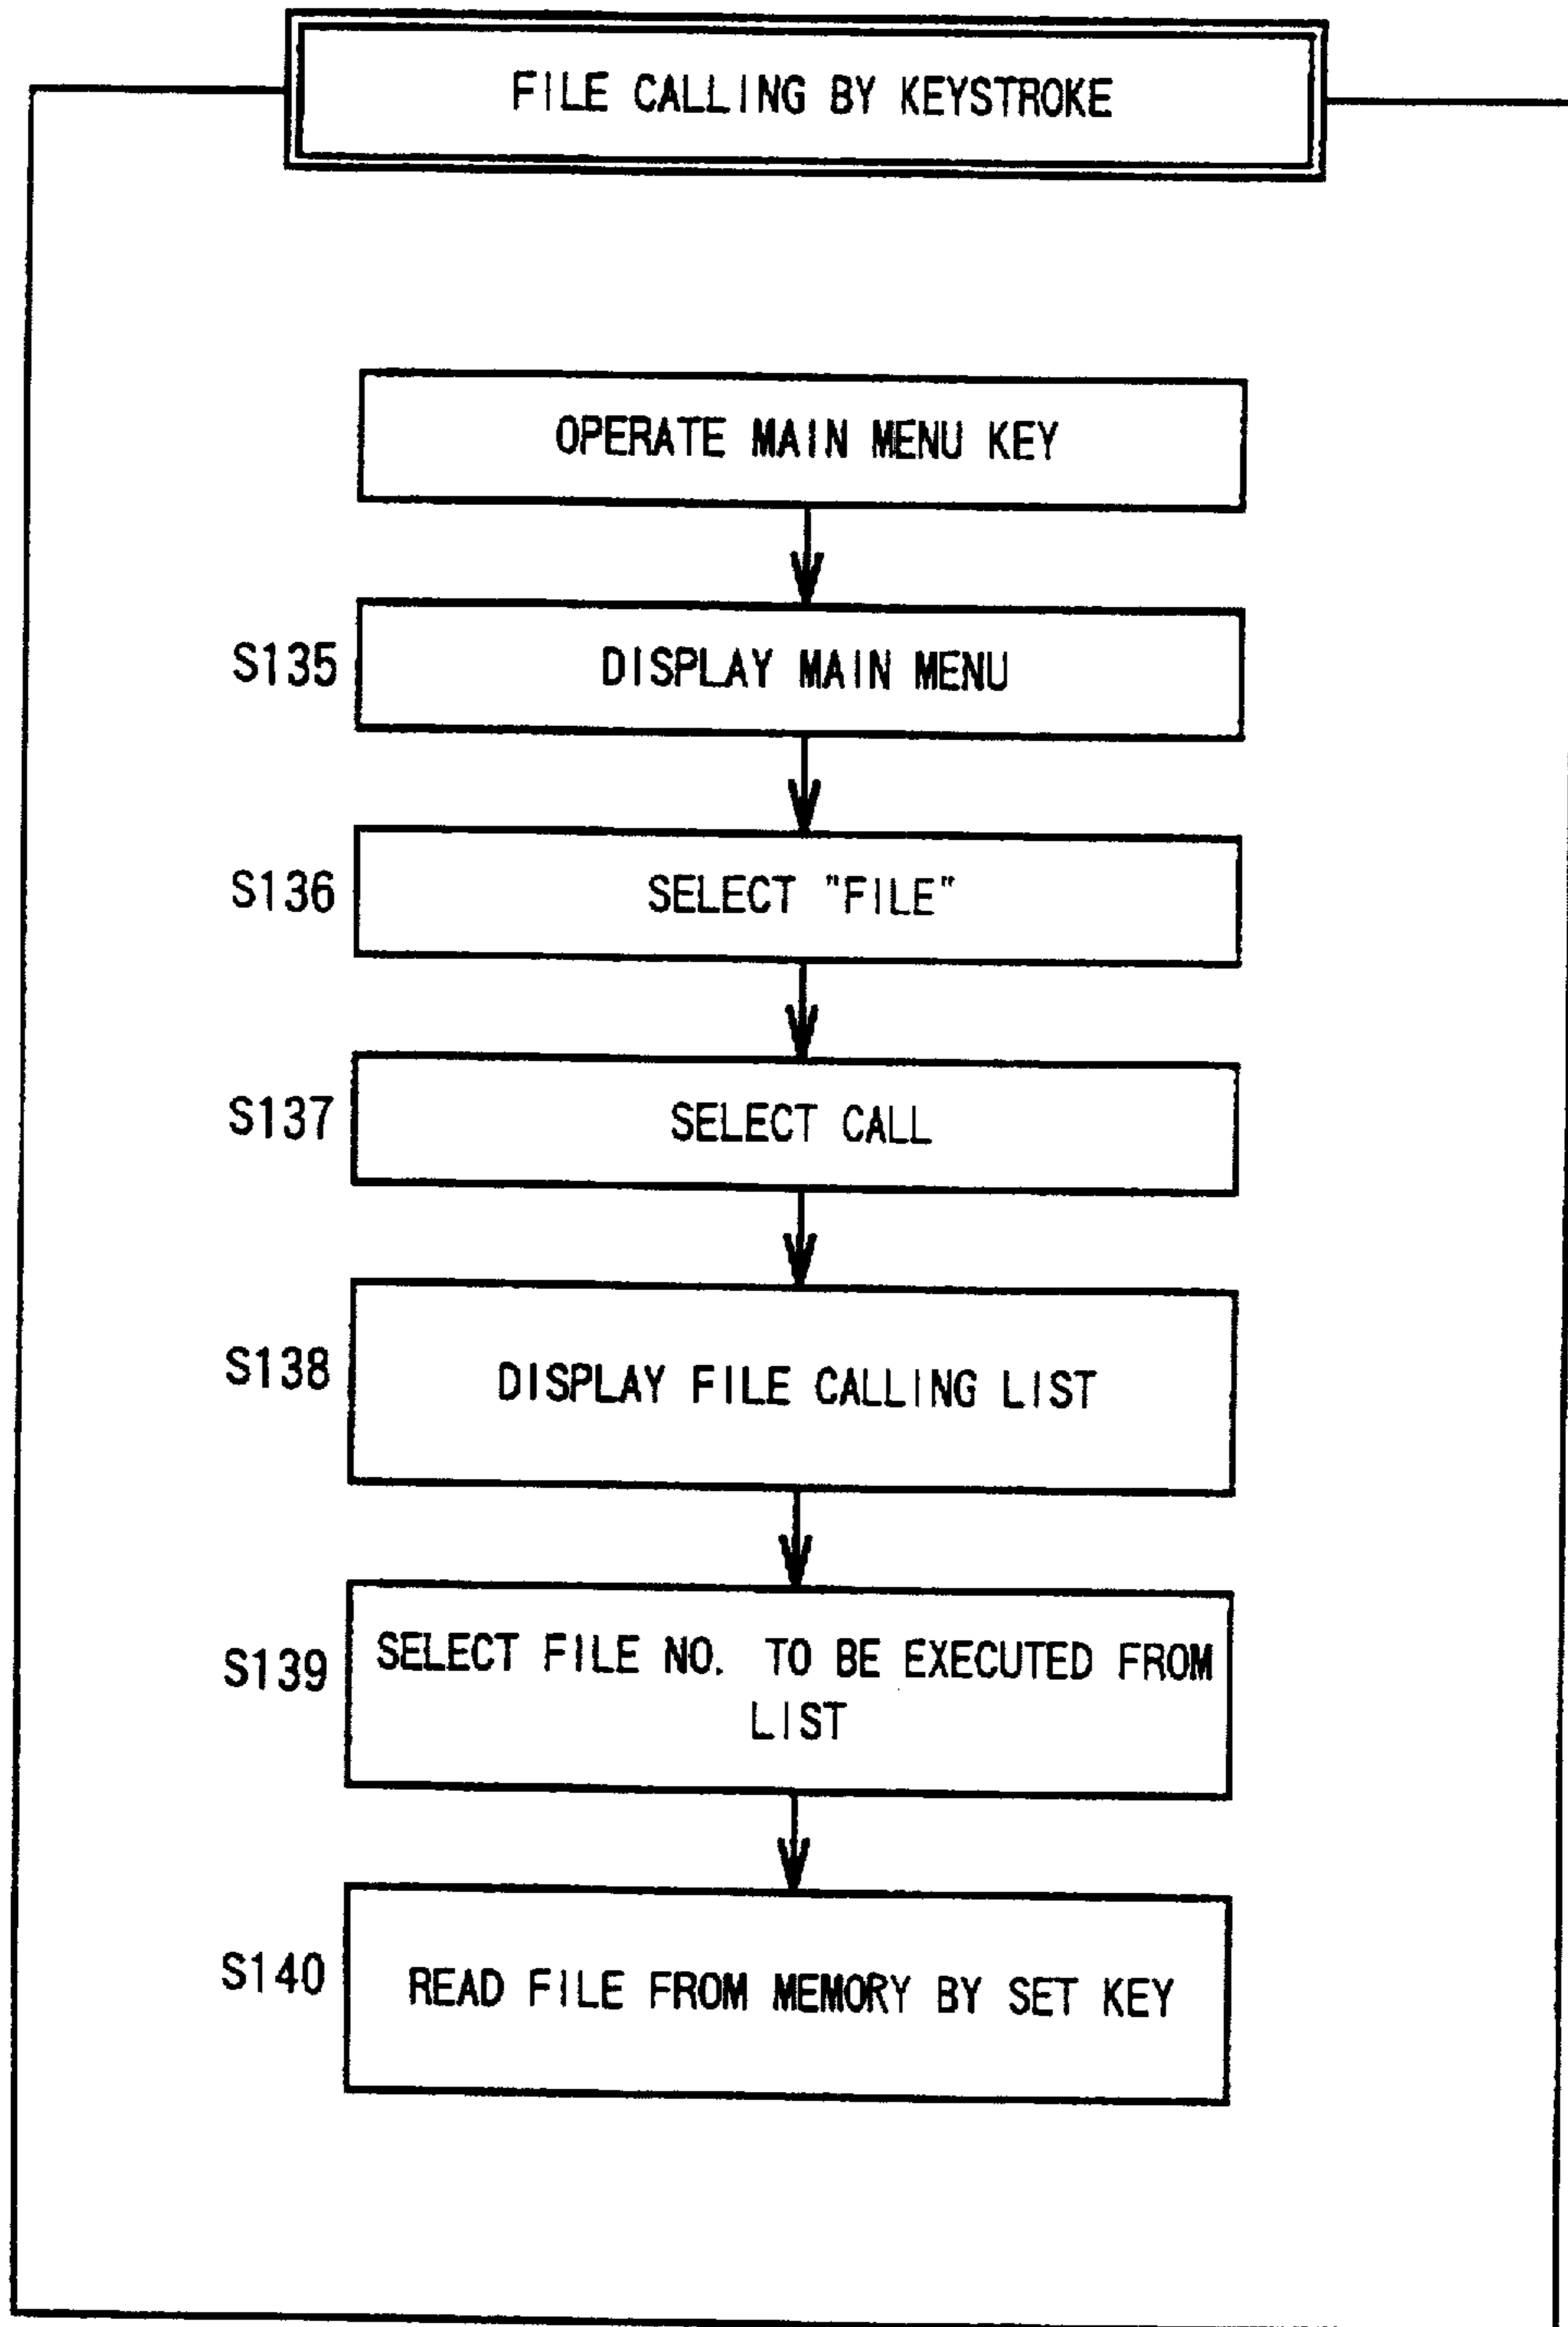 FILE CALLING BY KEYSTROKE
OPERATE MAIN MENU KEY
S135
DISPLAY MAIN MENU
S136
SELECT "FILE"
S137
SELECT CALL
S138
DISPLAY FILE CALLING LIST
S139
SELECT FILE NO. TO BE EXECUTED FROM
LIST
S140
READ FILE FROM MEMORY BY SET KEY